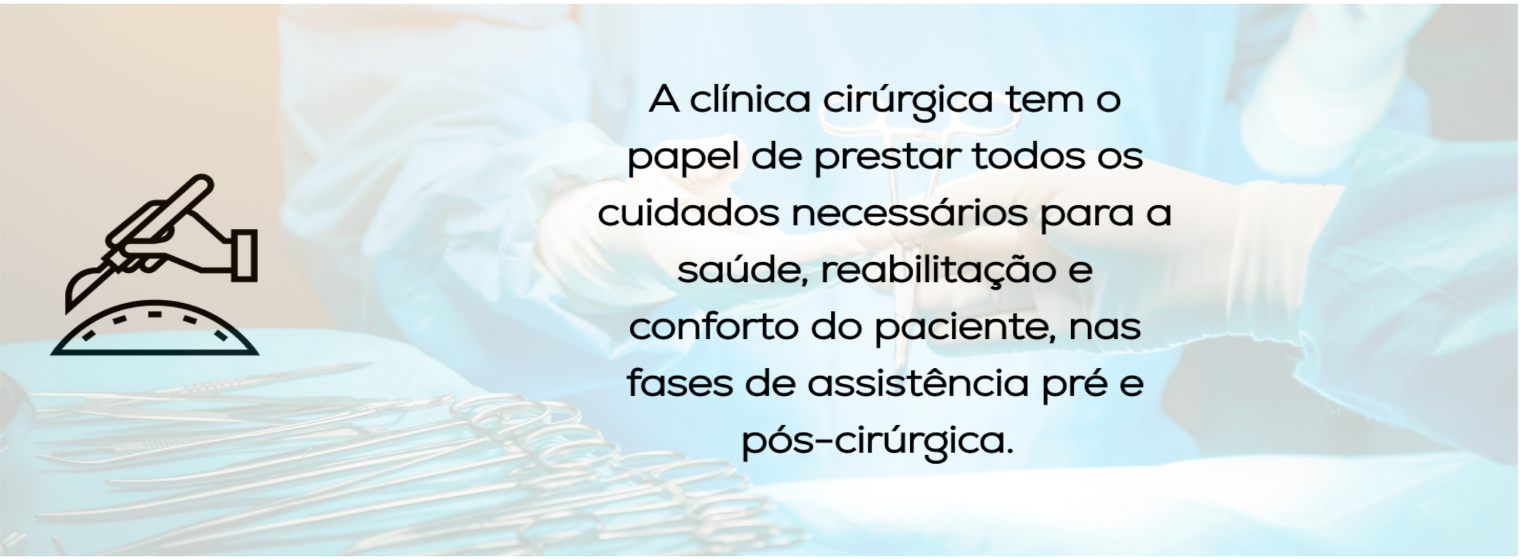 A clínica cirúrgica tem o
papel de prestar todos os
cuidados necessários para a
saúde, reabilitação e
conforto do paciente, nas
fases de assistência pré e
pós-cirúrgica.